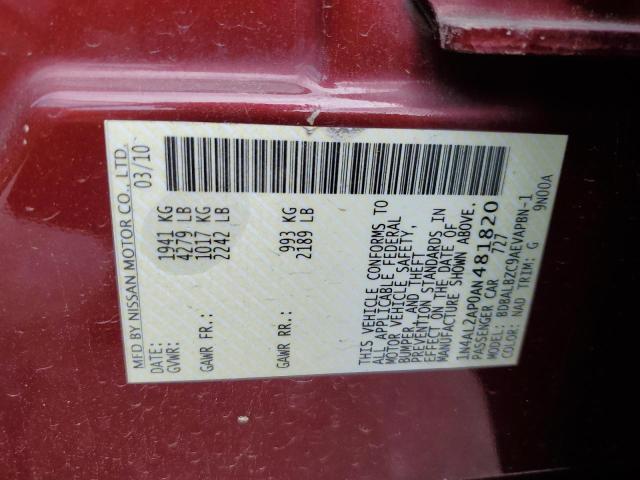 MFD BY NISSAN MOTOR CO., LTD.
DATE: 03/10
GVWR: 1941 KG
4279 LB
GAWR FR: 1017 KG
2242 LB
GAWR RR: 993 KG
2189 LB
THIS VEHICLE CONFORMS TO
ALL APPLICABLE FEDERAL
MOTOR VEHICLE SAFETY,
BUMPER, AND THEFT
PREVENTION STANDARDS IN
EFFECT ON THE DATE OF
MANUFACTURE SHOWN ABOVE.
1N4AL2AP0AN481820
PASSENGER CAR 727
MODEL: BDBALBZC9AEVAPBN-1
COLOR: NAD TRIM: G 9N00A